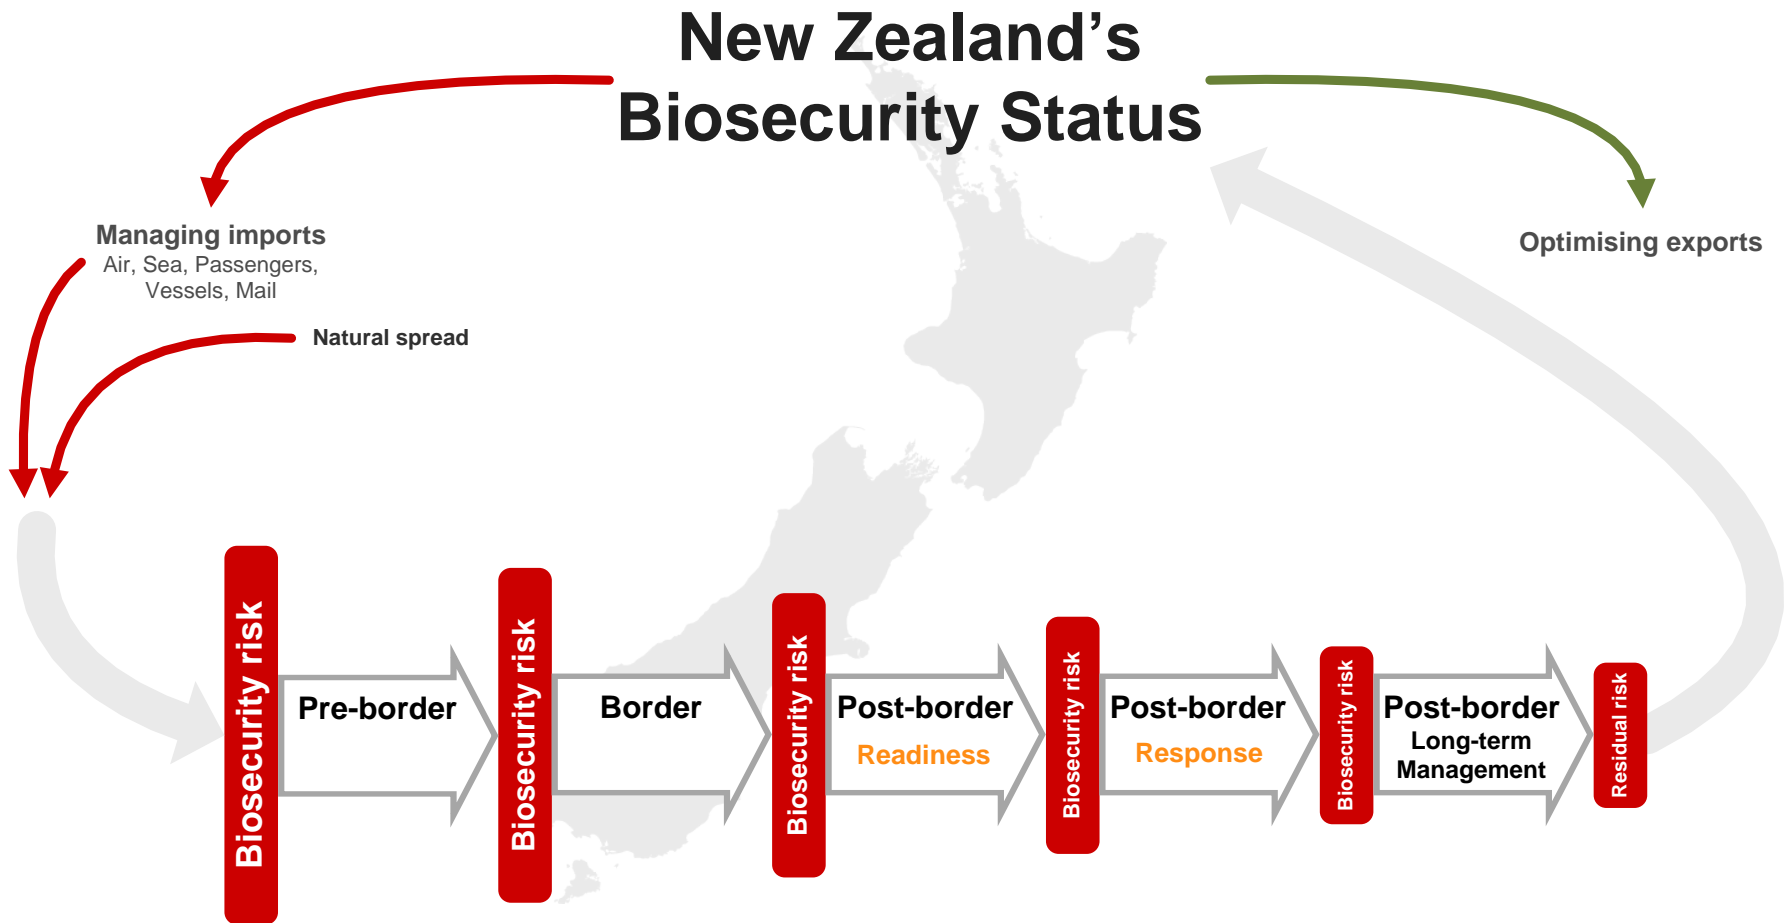 New Zealand’s
Biosecurity Status
Managing imports
Air, Sea, Passengers,
Vessels, Mail
Optimising exports
Natural spread
Biosecurity risk
Pre-border
Biosecurity risk
Border
Biosecurity risk
Post-border
Readiness
Biosecurity risk
Post-border
Response
Biosecurity risk
Post-border
Long-term
Management
Residual risk